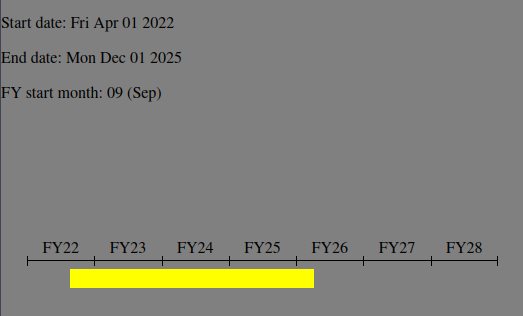 Start date: Fri Apr 01 2022
End date: Mon Dec 01 2025
FY start month: 09 (Sep)
FY22 FY23 FY24 FY25 FY26 FY27 FY28